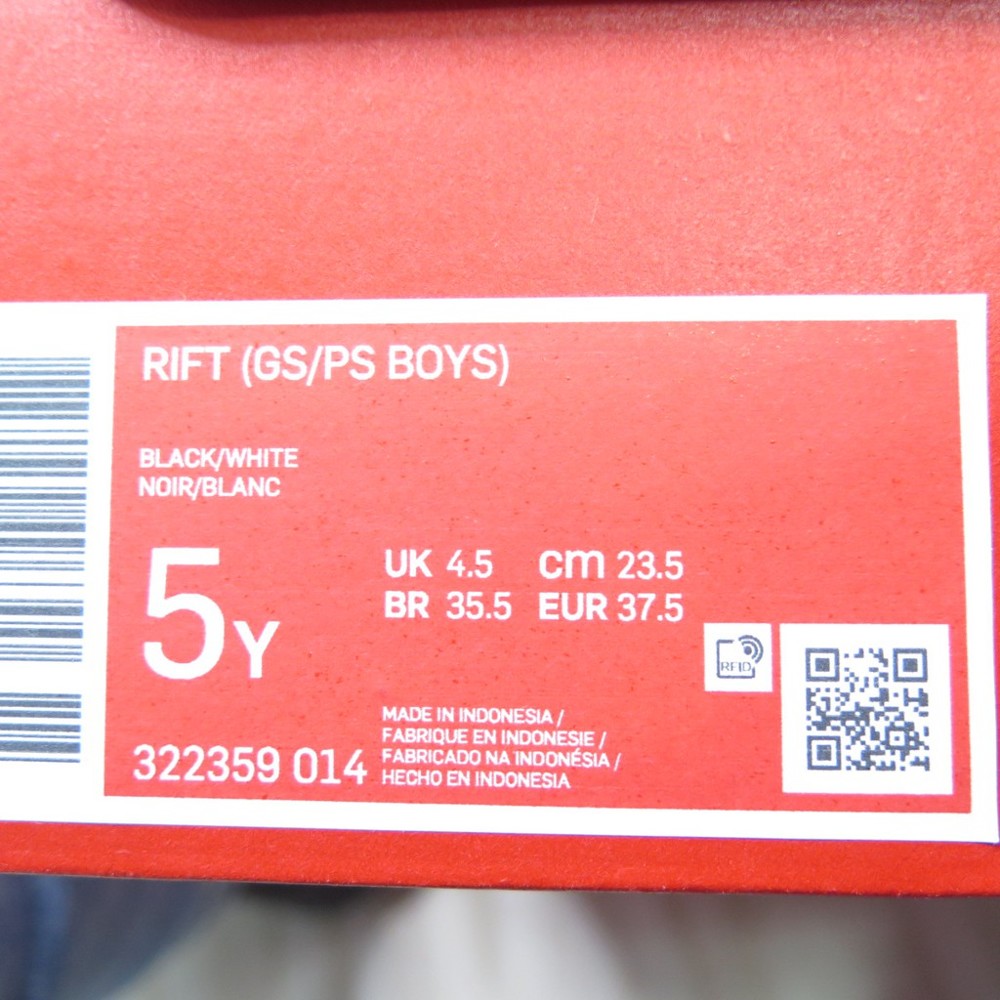 RIFT (GS/PS BOYS)
BLACK/WHITE
NOIR/BLANC
5Y
UK 4.5 cm 23.5
BR 35.5 EUR 37.5
RFID
322359 014
MADE IN INDONESIA /
FABRIQUE EN INDONESIE /
FABRICADO NA INDONÉSIA /
HECHO EN INDONESIA